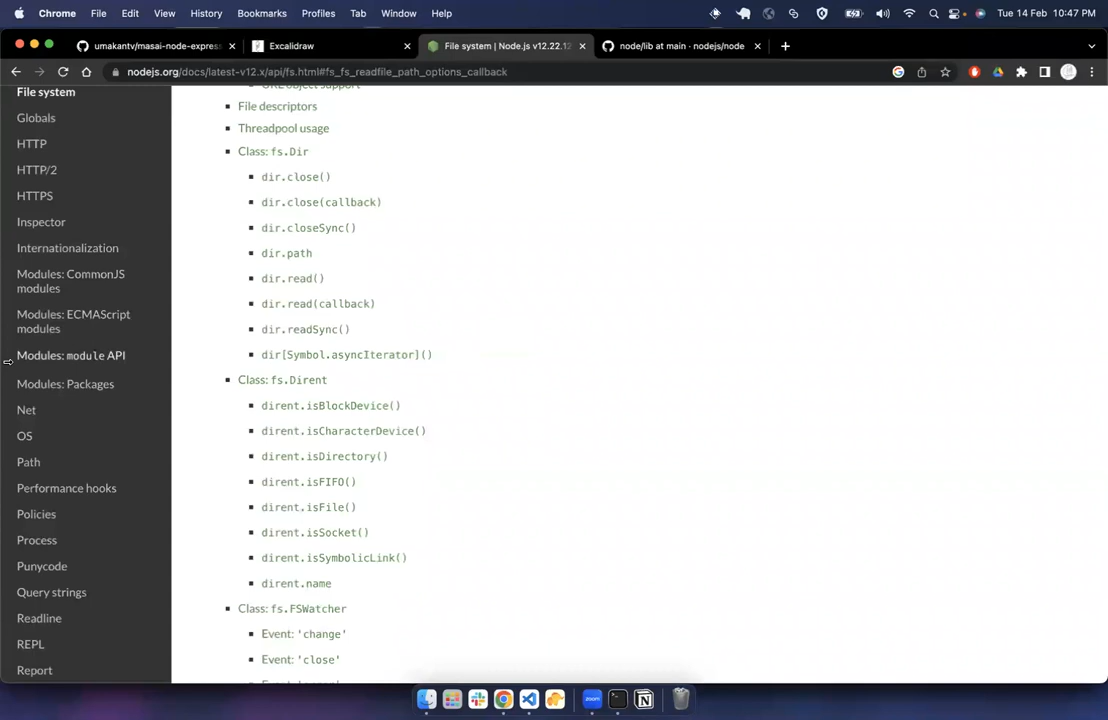 Chrome File Edit View History Bookmarks Profiles Tab Window Help Tue 14 Feb 10:47 PM
umakantv/masai-node-expres Excalidraw File system | Node.js v12.22.12 node/lib at main · nodejs/node
nodejs.org/docs/latest-v12.x/api/fs.html#fs_fs_readfile_path_options_callback
File system
Globals
HTTP
HTTP/2
HTTPS
Inspector
Internationalization
Modules: CommonJS
modules
Modules: ECMAScript
modules
Modules: module API
Modules: Packages
Net
OS
Path
Performance hooks
Policies
Process
Punycode
Query strings
Readline
REPL
Report
URL object support
File descriptors
Threadpool usage
Class: fs.Dir
dir.close()
dir.close(callback)
dir.closeSync()
dir.path
dir.read()
dir.read(callback)
dir.readSync()
dir[Symbol.asyncIterator]()
Class: fs.Dirent
dirent.isBlockDevice()
dirent.isCharacterDevice()
dirent.isDirectory()
dirent.isFIFO()
dirent.isFile()
dirent.isSocket()
dirent.isSymbolicLink()
dirent.name
Class: fs.FSWatcher
Event: 'change'
Event: 'close'
zoom